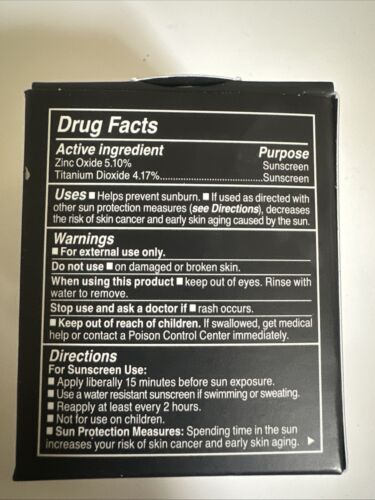 Drug Facts
Active ingredient Purpose
Zinc Oxide 5.10% Sunscreen
Titanium Dioxide 4.17%..............................Sunscreen
Uses ■ Helps prevent sunburn. ■ If used as directed with
other sun protection measures (see Directions), decreases
the risk of skin cancer and early skin aging caused by the sun.
Warnings
■ For external use only.
Do not use ■ on damaged or broken skin.
When using this product ■ keep out of eyes. Rinse with
water to remove.
Stop use and ask a doctor if ■ rash occurs.
■ Keep out of reach of children. If swallowed, get medical
help or contact a Poison Control Center immediately.
Directions
For Sunscreen Use:
■ Apply liberally 15 minutes before sun exposure.
■ Use a water resistant sunscreen if swimming or sweating.
■ Reapply at least every 2 hours.
■ Not for use on children.
■ Sun Protection Measures: Spending time in the sun
increases your risk of skin cancer and early skin aging. ▶